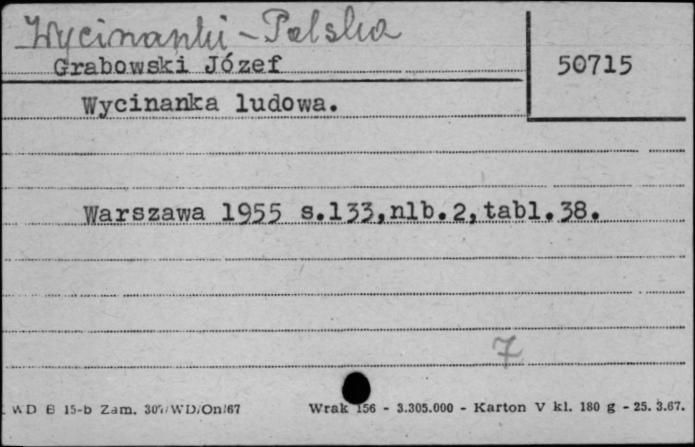 Wycinanki - Polska
Grabowski Józef 50715
Wycinanka ludowa.
Warszawa 1955 s.133,nlb.2,tabl.38.
7
WD B 15-b Zam. 307/WD/On/67 Wrak 156 - 3.305.000 - Karton V kl. 180 g - 25. 3.67.